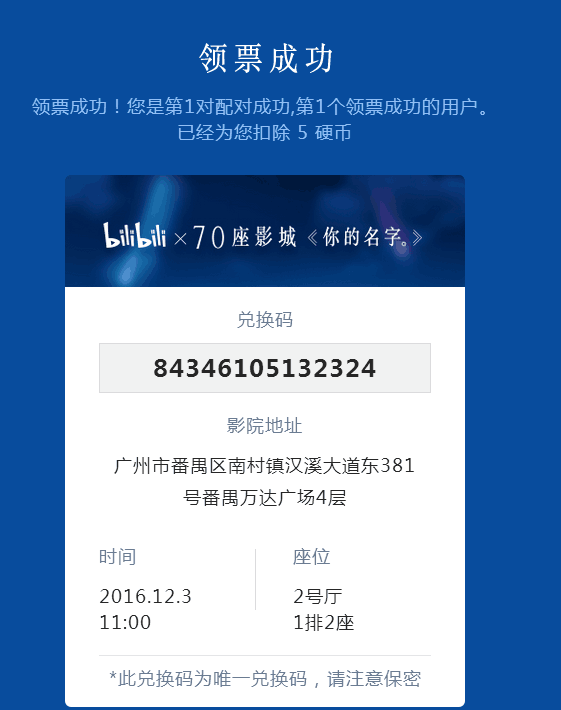 领票成功
领票成功！您是第1对配对成功,第1个领票成功的用户。
已经为您扣除 5 硬币
bilibili×70座影城《你的名字。》
兑换码
84346105132324
影院地址
广州市番禺区南村镇汉溪大道东381
号番禺万达广场4层
时间
2016.12.3
11:00
座位
2号厅
1排2座
*此兑换码为唯一兑换码，请注意保密